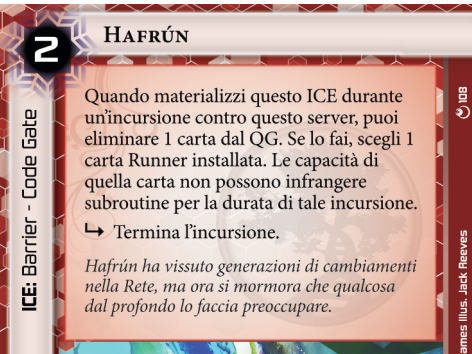 2
Hafrún
ICE: Barrier - Code Gate
Quando materializzi questo ICE durante
un'incursione contro questo server, puoi
eliminare 1 carta dal QG. Se lo fai, scegli 1
carta Runner installata. Le capacità di
quella carta non possono infrangere
subroutine per la durata di tale incursione.
↳ Termina l'incursione.
Hafrún ha vissuto generazioni di cambiamenti
nella Rete, ma ora si mormora che qualcosa
dal profondo lo faccia preoccupare.
108
Illus. Jack Reeves